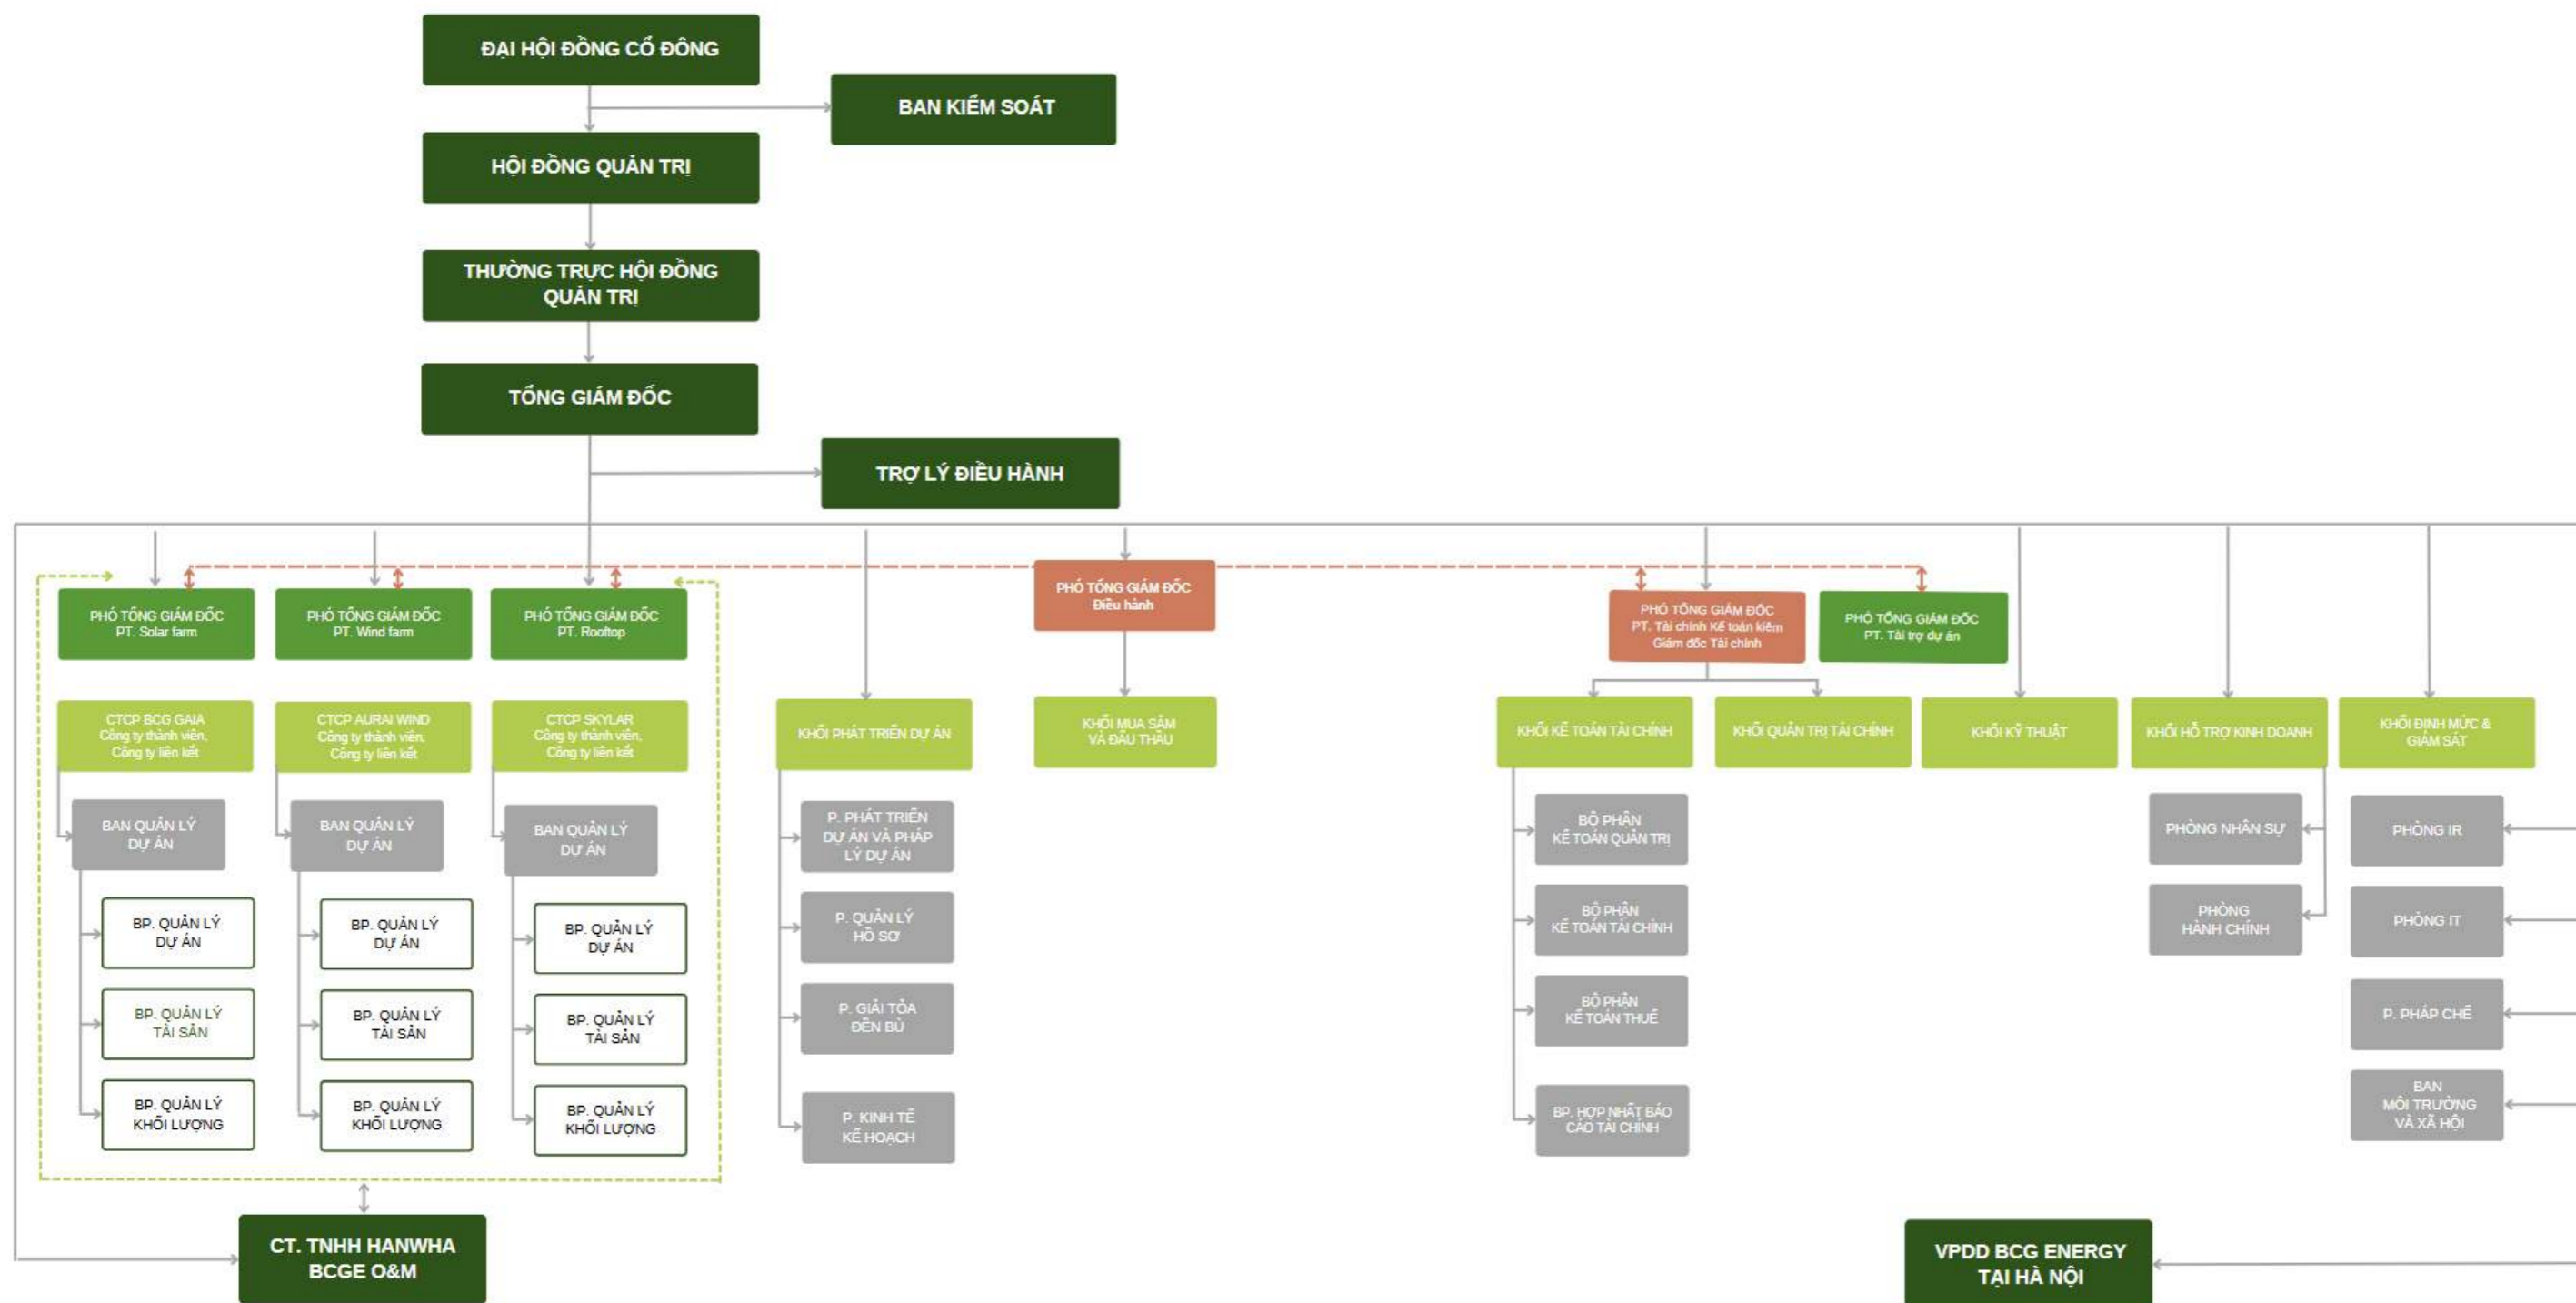 ĐẠI HỘI ĐỒNG CỔ ĐÔNG
BAN KIỂM SOÁT
HỘI ĐỒNG QUẢN TRỊ
THƯỜNG TRỰC HỘI ĐỒNG
QUẢN TRỊ
TỔNG GIÁM ĐỐC
TRỢ LÝ ĐIỀU HÀNH
PHÓ TỔNG GIÁM ĐỐC
PT. Solar farm
PHÓ TỔNG GIÁM ĐỐC
PT. Wind farm
PHÓ TỔNG GIÁM ĐỐC
PT. Rooftop
PHÓ TỔNG GIÁM ĐỐC
Điều hành
PHÓ TỔNG GIÁM ĐỐC
PT. Tài chính Kế toán kiêm
Giám đốc Tài chính
PHÓ TỔNG GIÁM ĐỐC
PT. Tài trợ dự án
CTCP BCG GAIA
Công ty thành viên,
Công ty liên kết
CTCP AURAI WIND
Công ty thành viên,
Công ty liên kết
CTCP SKYLAR
Công ty thành viên,
Công ty liên kết
KHỐI PHÁT TRIỂN DỰ ÁN
KHỐI MUA SẮM
VÀ ĐẤU THẦU
KHỐI KẾ TOÁN TÀI CHÍNH
KHỐI QUẢN TRỊ TÀI CHÍNH
KHỐI KỸ THUẬT
KHỐI HỖ TRỢ KINH DOANH
KHỐI ĐỊNH MỨC &
GIÁM SÁT
BAN QUẢN LÝ
DỰ ÁN
BP. QUẢN LÝ
DỰ ÁN
BP. QUẢN LÝ
TÀI SẢN
BP. QUẢN LÝ
KHỐI LƯỢNG
BAN QUẢN LÝ
DỰ ÁN
BP. QUẢN LÝ
DỰ ÁN
BP. QUẢN LÝ
TÀI SẢN
BP. QUẢN LÝ
KHỐI LƯỢNG
BAN QUẢN LÝ
DỰ ÁN
BP. QUẢN LÝ
DỰ ÁN
BP. QUẢN LÝ
TÀI SẢN
BP. QUẢN LÝ
KHỐI LƯỢNG
P. PHÁT TRIỂN
DỰ ÁN VÀ PHÁP
LÝ DỰ ÁN
P. QUẢN LÝ
HỒ SƠ
P. GIẢI TỎA
ĐỀN BÙ
P. KINH TẾ
KẾ HOẠCH
BỘ PHẬN
KẾ TOÁN QUẢN TRỊ
BỘ PHẬN
KẾ TOÁN TÀI CHÍNH
BỘ PHẬN
KẾ TOÁN THUẾ
BP. HỢP NHẤT BÁO
CÁO TÀI CHÍNH
PHÒNG NHÂN SỰ
PHÒNG
HÀNH CHÍNH
PHÒNG IR
PHÒNG IT
P. PHÁP CHẾ
BAN
MÔI TRƯỜNG
VÀ XÃ HỘI
CT. TNHH HANWHA
BCGE O&M
VPDD BCG ENERGY
TẠI HÀ NỘI